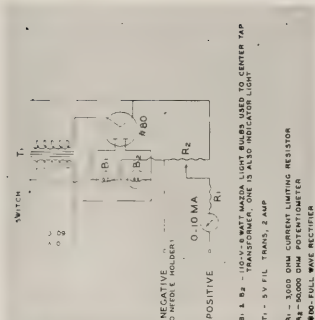 SWITCH T1
#80
B1
B2
R2
R1
0-10 MA
NEGATIVE
NEEDLE HOLDER)
POSITIVE
B1 & B2 - 110-V-6 WATT MAZDA LIGHT BULBS USED TO CENTER TAP
TRANSFORMER, ONE IS ALSO INDICATOR LIGHT
T1 - 5V FIL TRANS, 2 AMP
R1 - 3,000 OHM CURRENT LIMITING RESISTOR
R2 - 50,000 OHM POTENTIOMETER
#80- FULL WAVE RECTIFIER